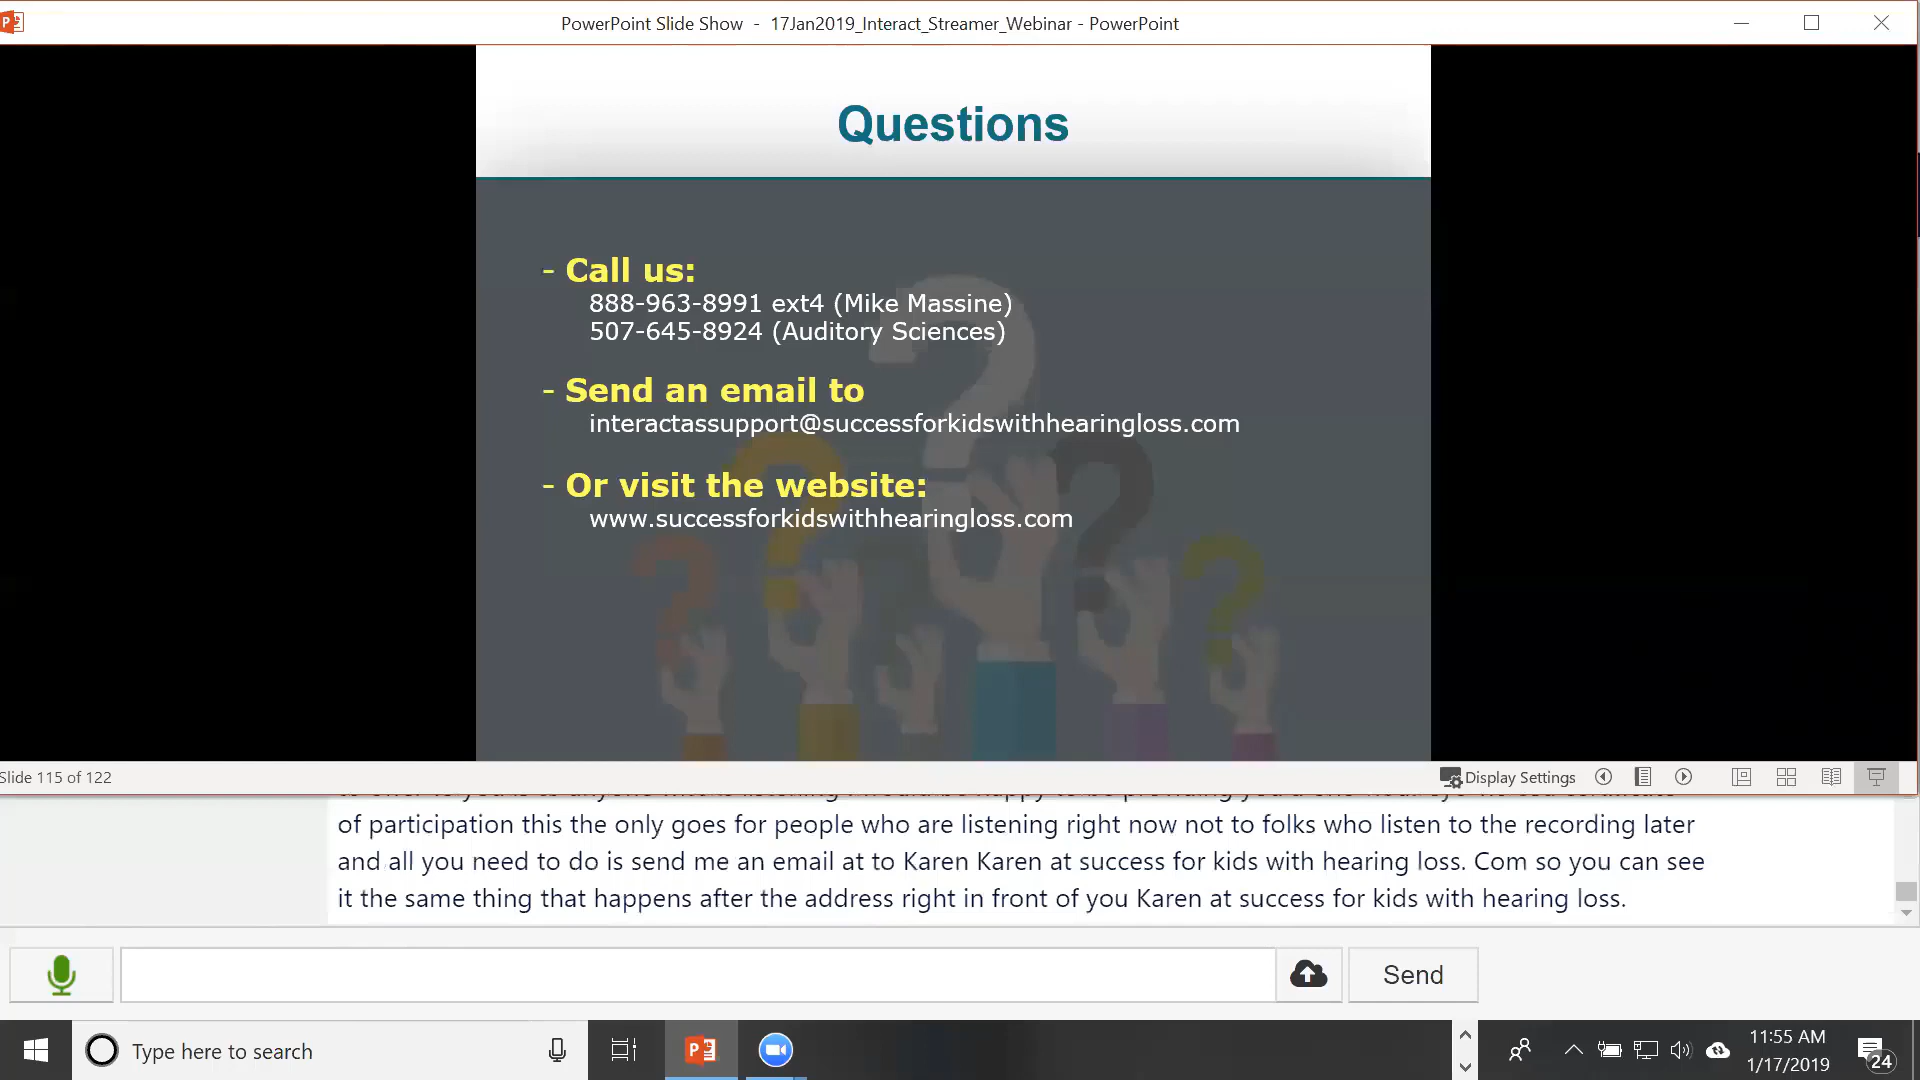 PowerPoint Slide Show - 17Jan2019_Interact_Streamer_Webinar - PowerPoint
Questions
- Call us:
888-963-8991 ext4 (Mike Massine)
507-645-8924 (Auditory Sciences)
- Send an email to
interactassupport@successforkidswithhearingloss.com
- Or visit the website:
www.successforkidswithhearingloss.com
Slide 115 of 122
Display Settings
of participation this the only goes for people who are listening right now not to folks who listen to the recording later
and all you need to do is send me an email at to Karen Karen at success for kids with hearing loss. Com so you can see
it the same thing that happens after the address right in front of you Karen at success for kids with hearing loss.
Send
Type here to search
11:55 AM
1/17/2019
24